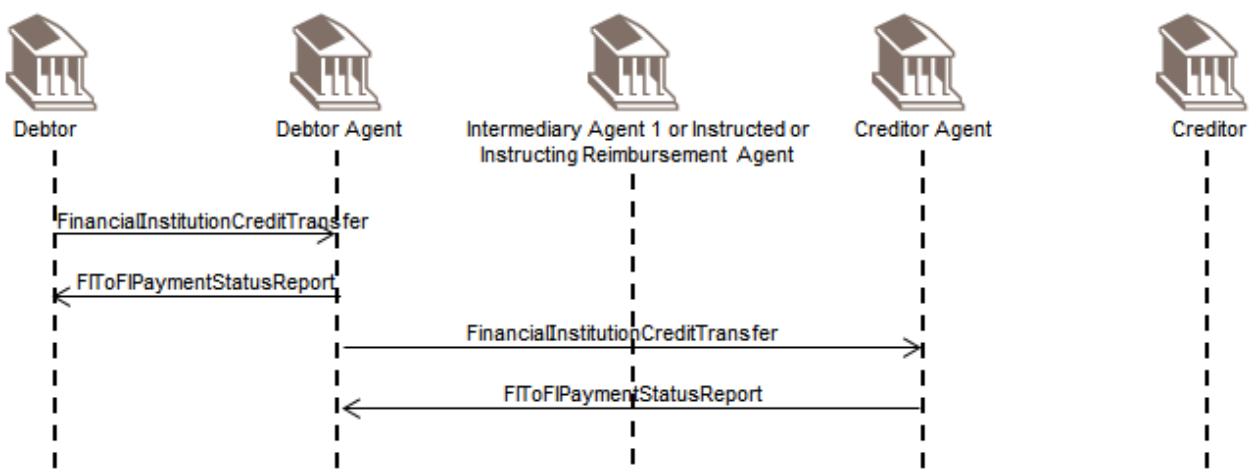 Debtor
Debtor Agent
Intermediary Agent 1 or Instructed or
Instructing Reimbursement Agent
Creditor Agent
Creditor
FinancialInstitutionCreditTransfer
FIToFIPaymentStatusReport
FinancialInstitutionCreditTransfer
FIToFIPaymentStatusReport